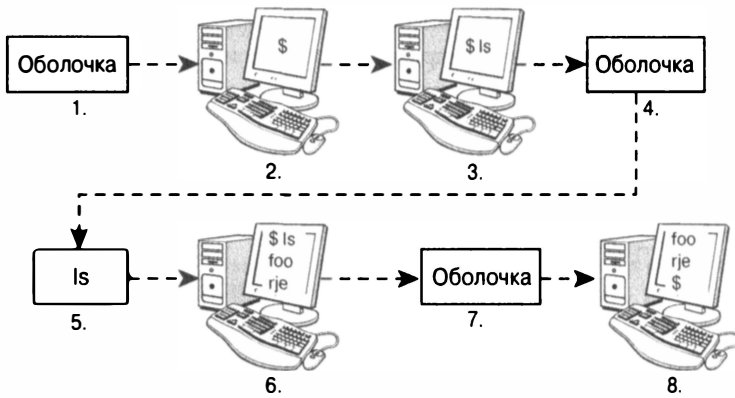 Оболочка
1.
$
2.
$ ls
3.
Оболочка
4.
ls
5.
$ ls
foo
rje
6.
Оболочка
7.
foo
rje
$
8.